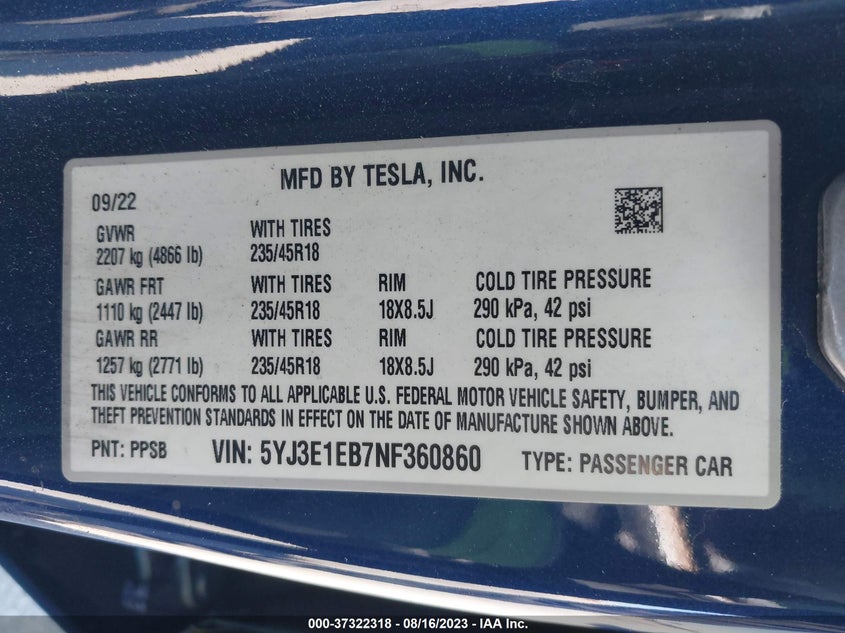 MFD BY TESLA, INC.
09/22
GVWR WITH TIRES
2207 kg (4866 lb) 235/45R18
GAWR FRT WITH TIRES RIM COLD TIRE PRESSURE
1110 kg (2447 lb) 235/45R18 18X8.5J 290 kPa, 42 psi
GAWR RR WITH TIRES RIM COLD TIRE PRESSURE
1257 kg (2771 lb) 235/45R18 18X8.5J 290 kPa, 42 psi
THIS VEHICLE CONFORMS TO ALL APPLICABLE U.S. FEDERAL MOTOR VEHICLE SAFETY, BUMPER, AND
THEFT PREVENTION STANDARDS IN EFFECT ON THE DATE OF MANUFACTURE SHOWN ABOVE.
PNT: PPSB VIN: 5YJ3E1EB7NF360860 TYPE: PASSENGER CAR
000-37322318 - 08/16/2023 - IAA Inc.